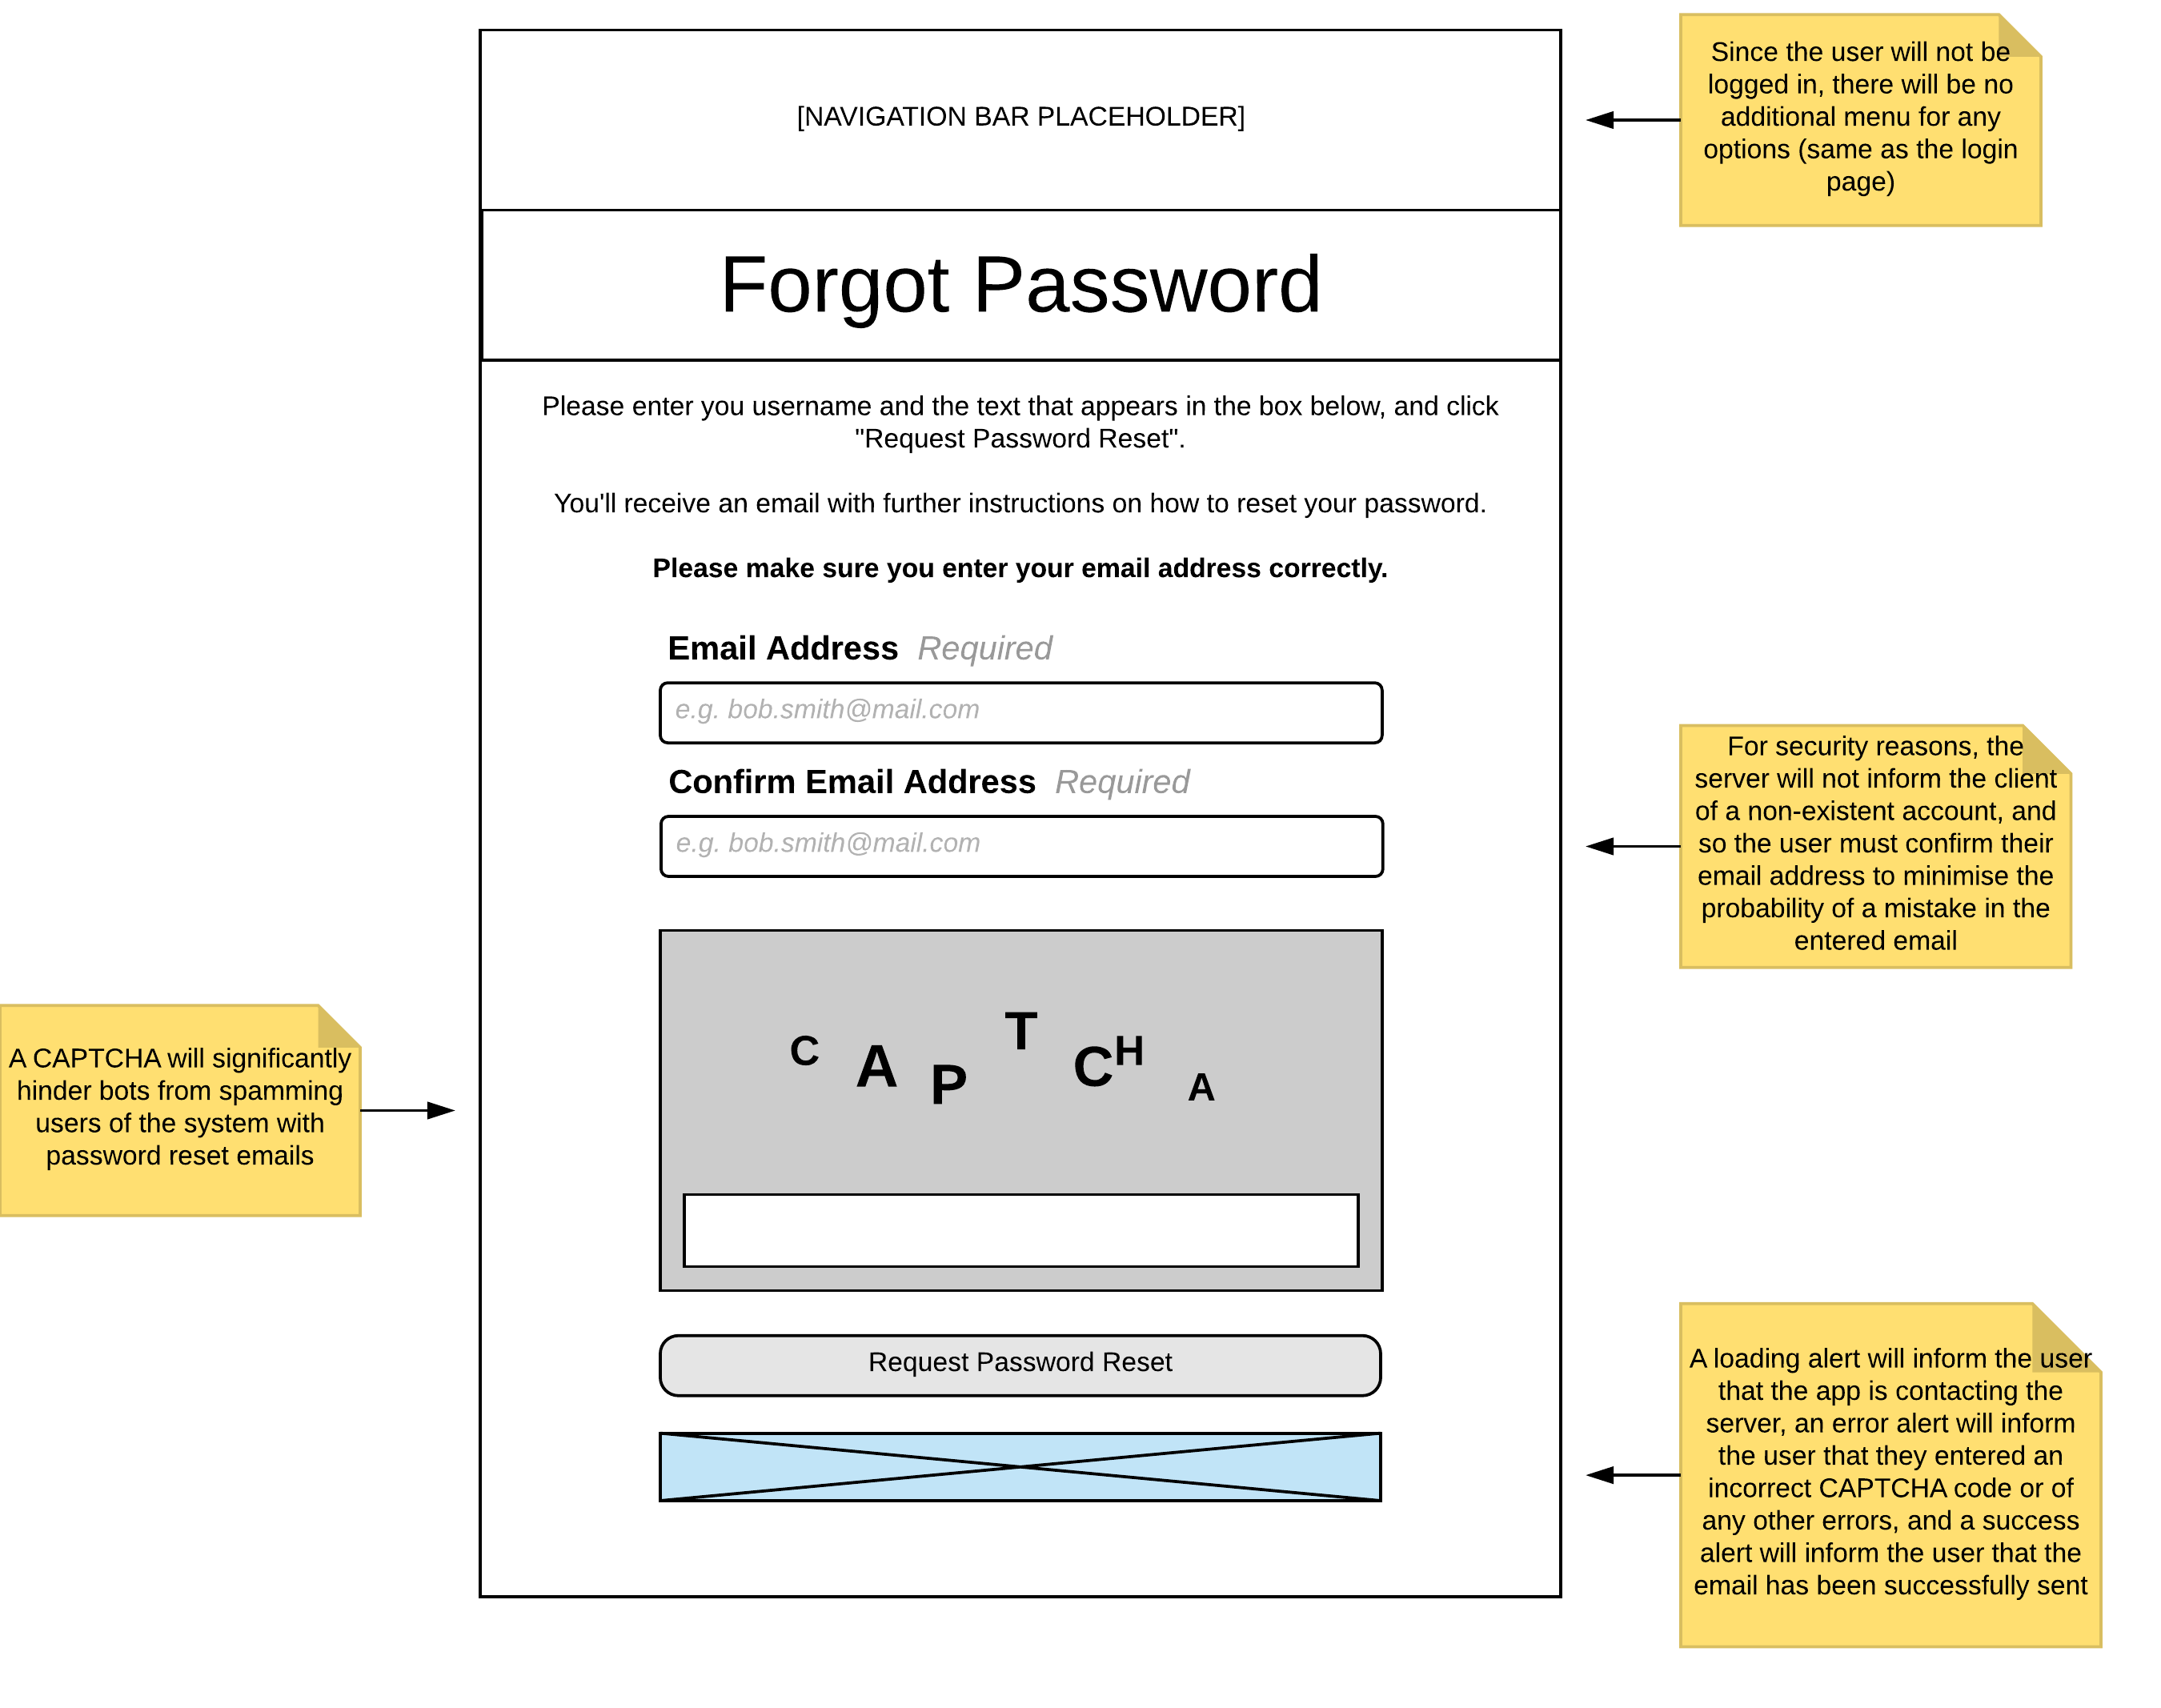 [NAVIGATION BAR PLACEHOLDER]
Since the user will not be
logged in, there will be no
additional menu for any
options (same as the login
page)
Forgot Password
Please enter you username and the text that appears in the box below, and click
"Request Password Reset".
You'll receive an email with further instructions on how to reset your password.
Please make sure you enter your email address correctly.
Email Address Required
e.g. bob.smith@mail.com
Confirm Email Address Required
e.g. bob.smith@mail.com
For security reasons, the
server will not inform the client
of a non-existent account, and
so the user must confirm their
email address to minimise the
probability of a mistake in the
entered email
A CAPTCHA will significantly
hinder bots from spamming
users of the system with
password reset emails
C A P T C H A
Request Password Reset
A loading alert will inform the user
that the app is contacting the
server, an error alert will inform
the user that they entered an
incorrect CAPTCHA code or of
any other errors, and a success
alert will inform the user that the
email has been successfully sent